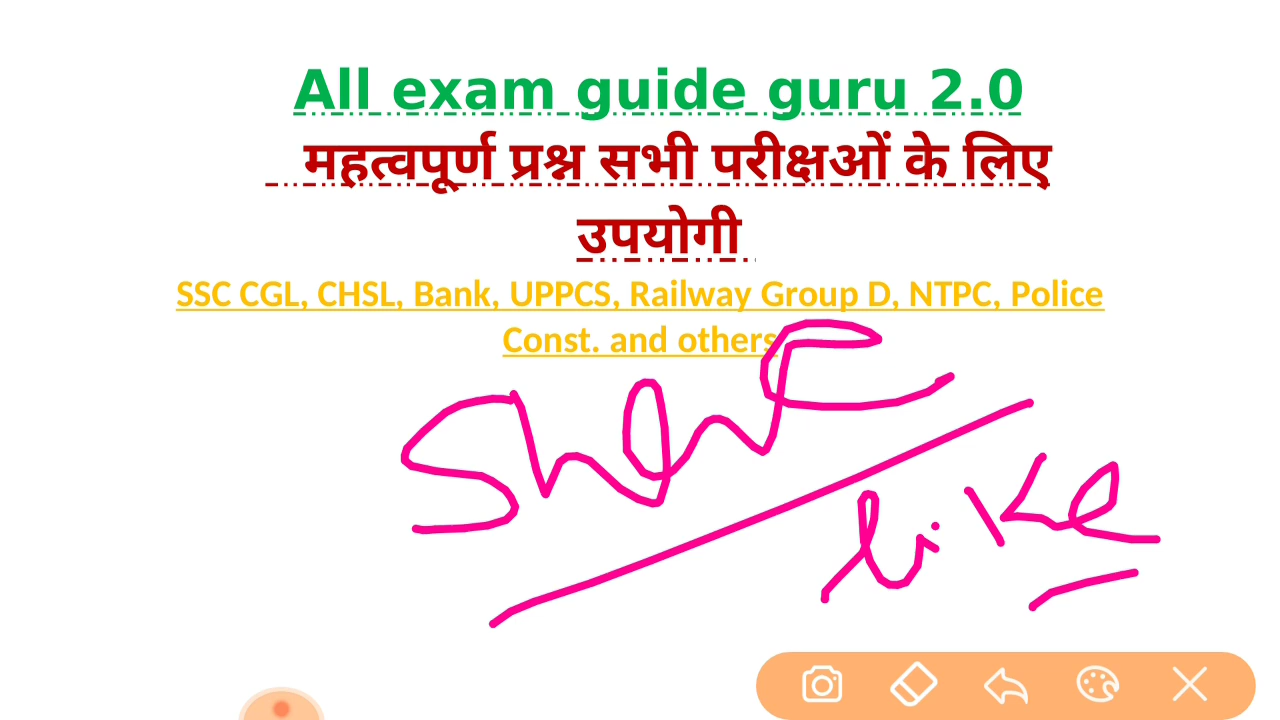 All exam guide guru 2.0
महत्वपूर्ण प्रश्न सभी परीक्षओं के लिए
उपयोगी
SSC CGL, CHSL, Bank, UPPCS, Railway Group D, NTPC, Police
Const. and others
Share
like